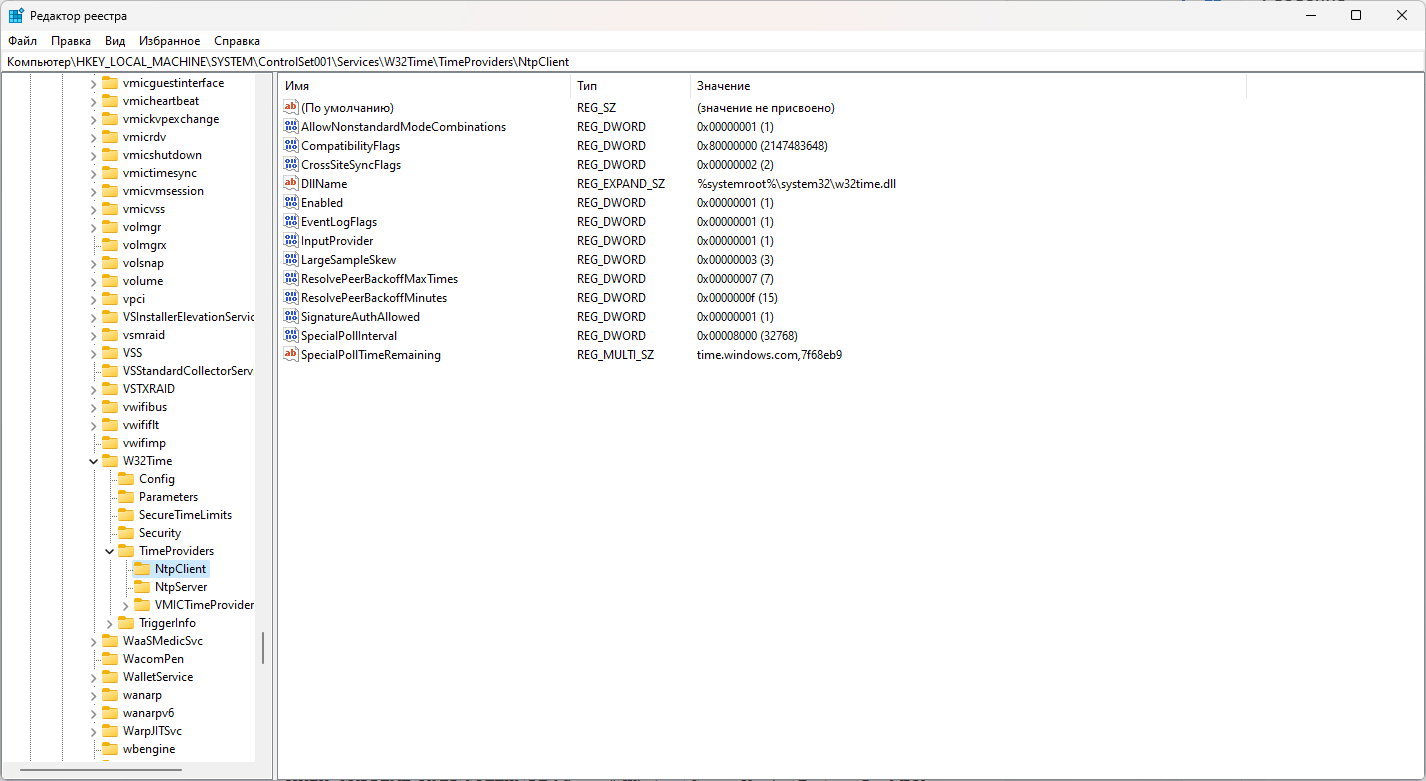 Редактор реестра
Файл Правка Вид Избранное Справка
Компьютер\HKEY_LOCAL_MACHINE\SYSTEM\ControlSet001\Services\W32Time\TimeProviders\NtpClient
vmicguestinterface
vmicheartbeat
vmickvpexchange
vmicrdv
vmicshutdown
vmictimesync
vmicvmsession
vmicvss
volmgr
volmgrx
volsnap
volume
vpci
VSInstallerElevationServic
vsmraid
VSS
VSStandardCollectorServ
VSTXRAID
vwifibus
vwififlt
vwifimp
W32Time
Config
Parameters
SecureTimeLimits
Security
TimeProviders
NtpClient
NtpServer
VMICTimeProvider
TriggerInfo
WaaSMedicSvc
WacomPen
WalletService
wanarp
wanarpv6
WarpJITSvc
wbengine
Имя Тип Значение
(По умолчанию) REG_SZ (значение не присвоено)
AllowNonstandardModeCombinations REG_DWORD 0x00000001 (1)
CompatibilityFlags REG_DWORD 0x80000000 (2147483648)
CrossSiteSyncFlags REG_DWORD 0x00000002 (2)
DllName REG_EXPAND_SZ %systemroot%\system32\w32time.dll
Enabled REG_DWORD 0x00000001 (1)
EventLogFlags REG_DWORD 0x00000001 (1)
InputProvider REG_DWORD 0x00000001 (1)
LargeSampleSkew REG_DWORD 0x00000003 (3)
ResolvePeerBackoffMaxTimes REG_DWORD 0x00000007 (7)
ResolvePeerBackoffMinutes REG_DWORD 0x0000000f (15)
SignatureAuthAllowed REG_DWORD 0x00000001 (1)
SpecialPollInterval REG_DWORD 0x00008000 (32768)
SpecialPollTimeRemaining REG_MULTI_SZ time.windows.com,7f68eb9